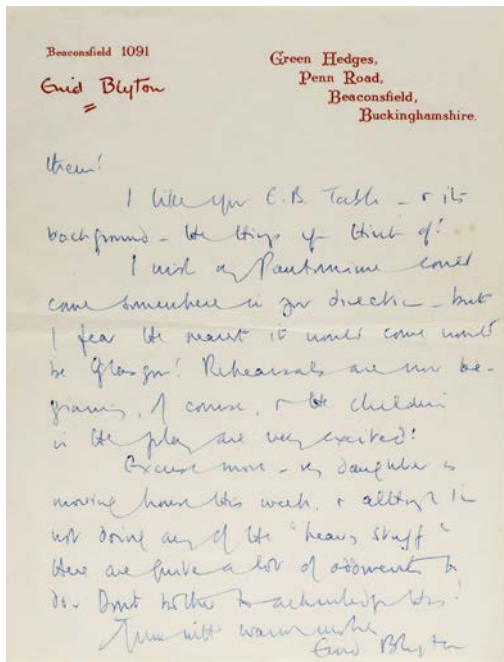 Beaconsfield 1091
Enid Blyton
Green Hedges,
Penn Road,
Beaconsfield,
Buckinghamshire.
them!
I like your E.B. Table - & its
background - the things you think of!
I wish my Pantomime could
come somewhere in your direction - but
I fear the nearest it would come would
be Glasgow! Rehearsals are now be-
ginning, of course, & the children
in the play are very excited!
Excuse more - my daughter is
moving house this week, & although I'm
not doing any of the "heavy stuff"
there are quite a lot of oddments to
do. Don't bother to acknowledge this!
warm wishes
Enid Blyton